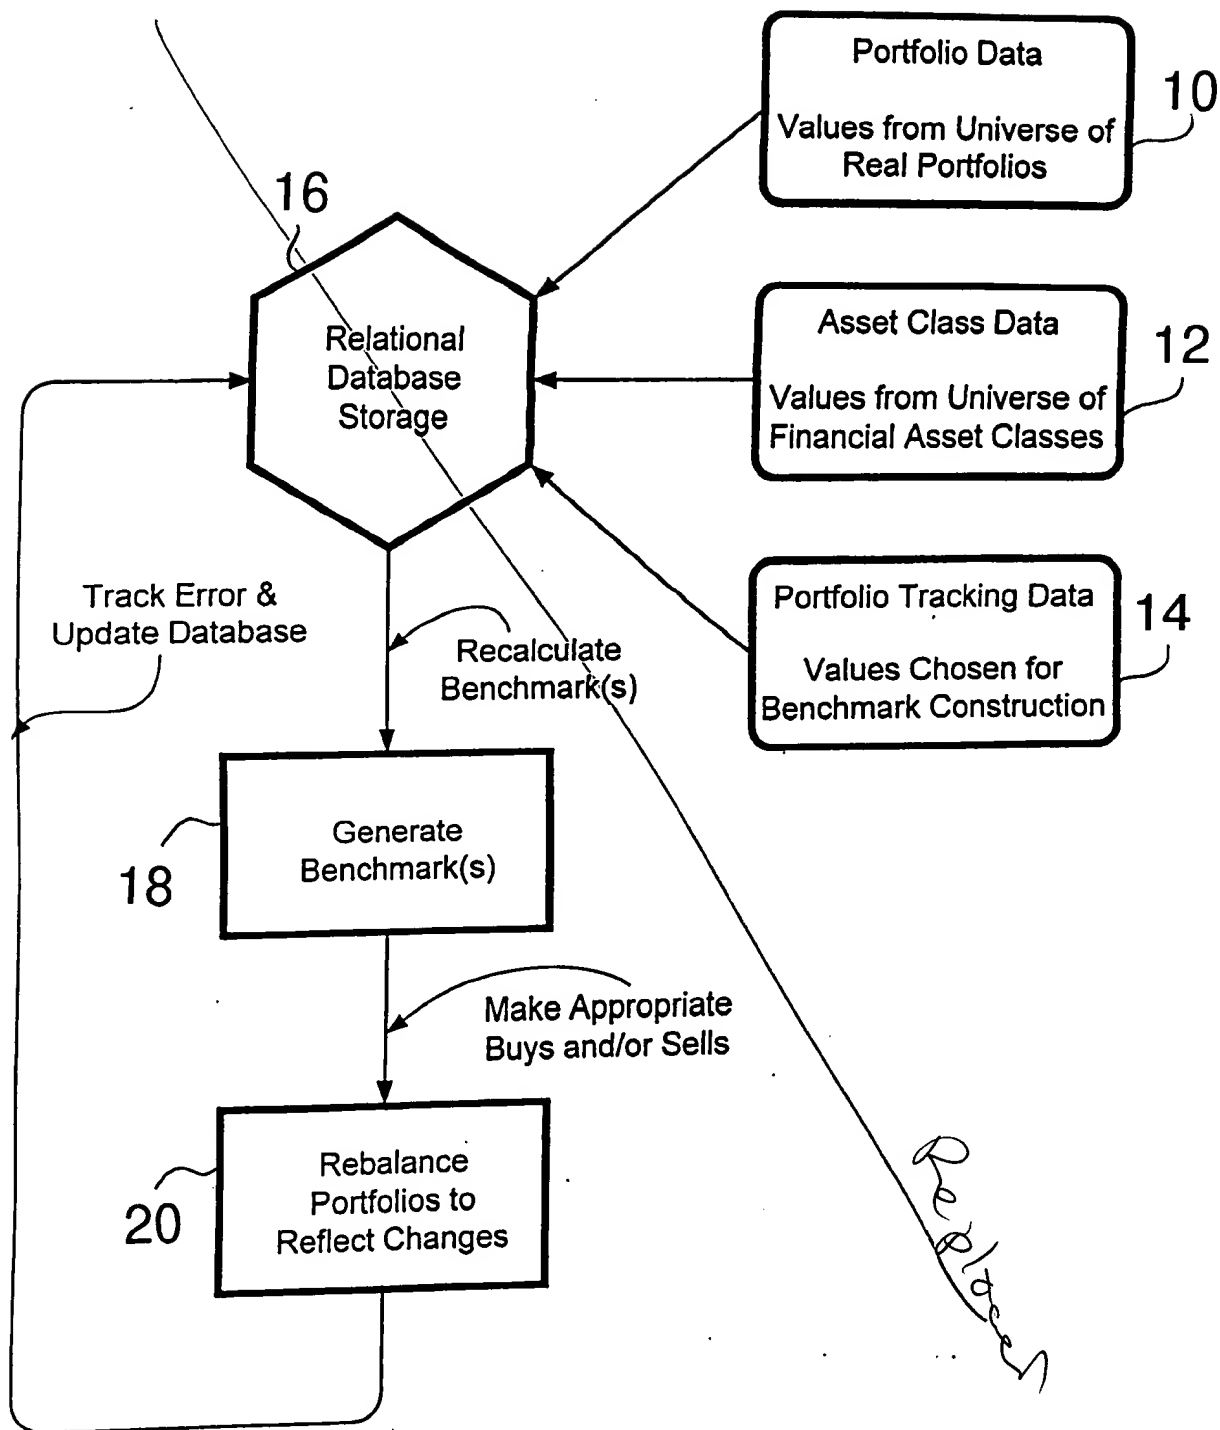 Portfolio Data
Values from Universe of
Real Portfolios
10
16
Relational
Database
Storage
Asset Class Data
Values from Universe of
Financial Asset Classes
12
Portfolio Tracking Data
Values Chosen for
Benchmark Construction
14
Track Error &
Update Database
Recalculate
Benchmark(s)
Generate
Benchmark(s)
18
Make Appropriate
Buys and/or Sells
Rebalance
Portfolios to
Reflect Changes
20
Replaced